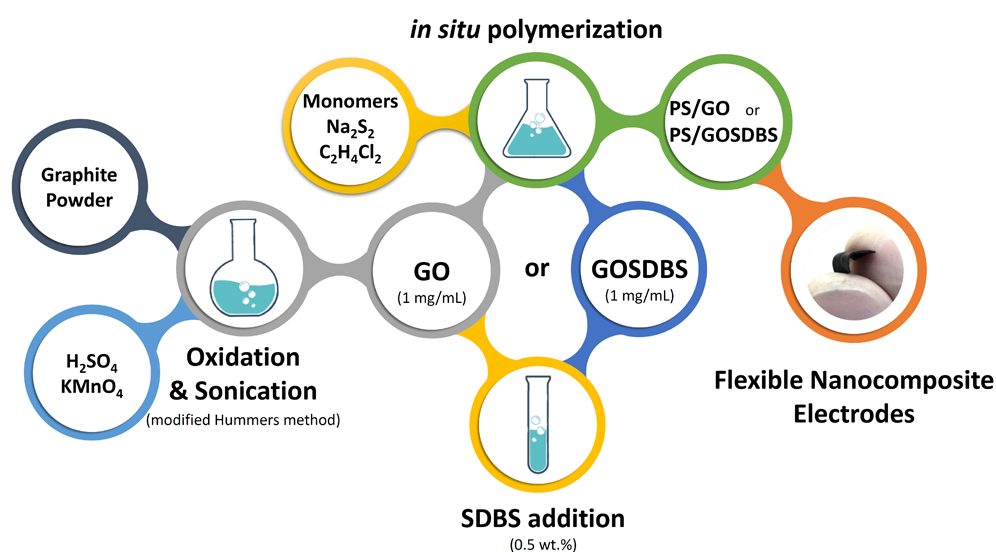 in situ polymerization
Monomers
Na₂S₂
C₂H₄Cl₂
PS/GO or
PS/GOSDBS
Graphite
Powder
GO
(1 mg/mL)
or
GOSDBS
(1 mg/mL)
H₂SO₄
KMnO₄
Oxidation
& Sonication
(modified Hummers method)
Flexible Nanocomposite
Electrodes
SDBS addition
(0.5 wt.%)